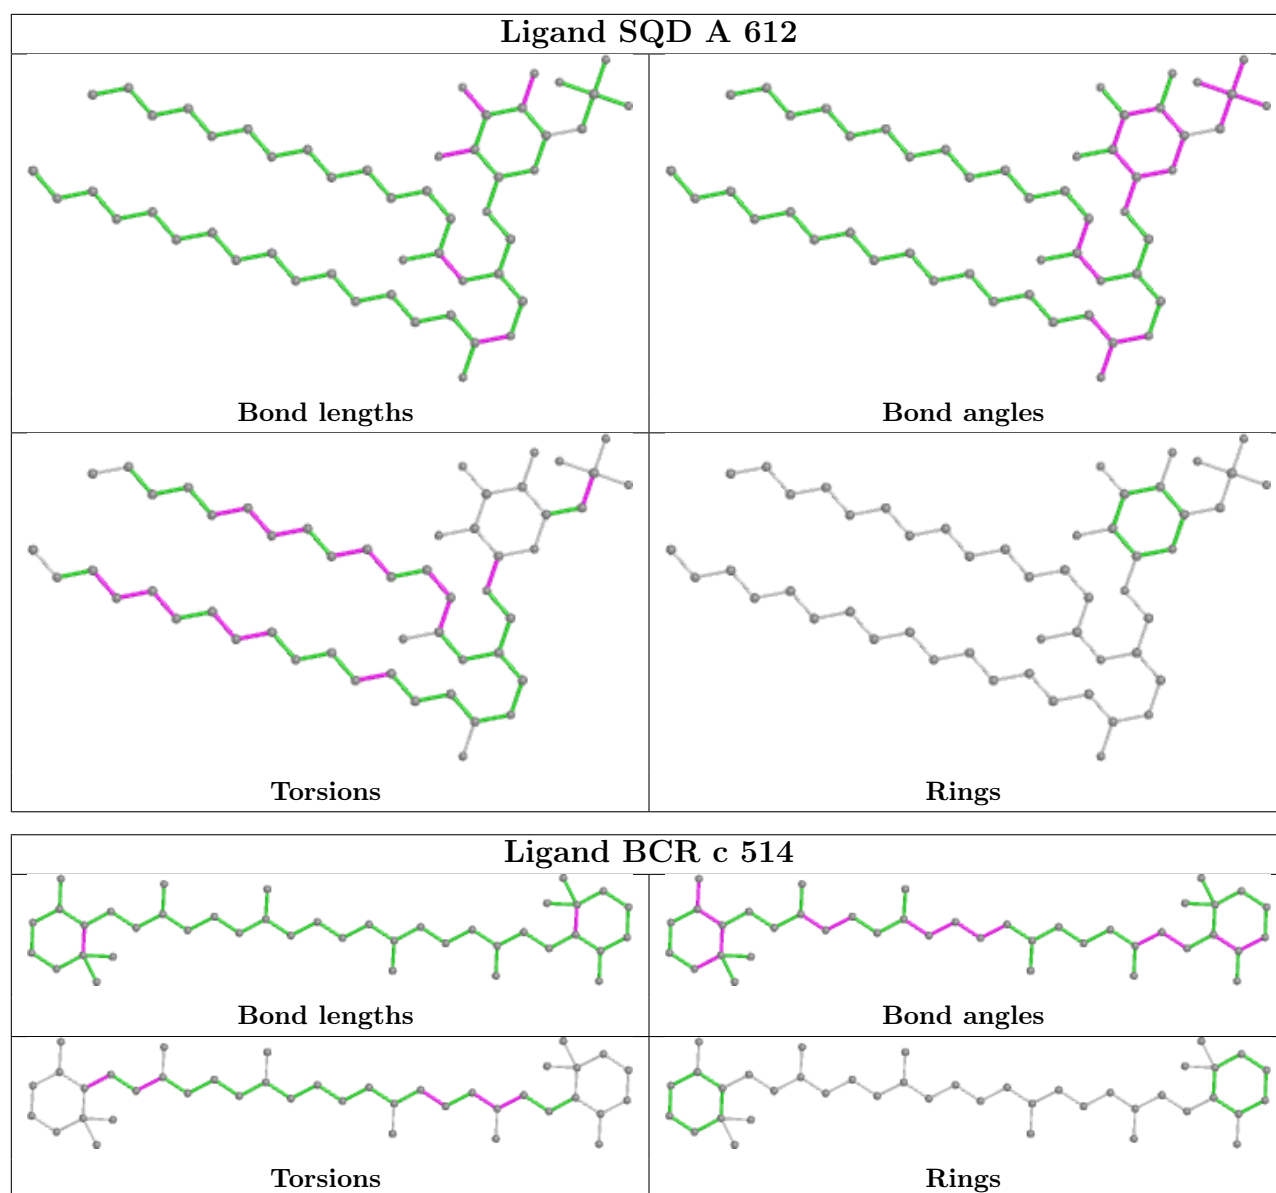 Ligand SQD A 612
Bond lengths
Bond angles
Torsions
Rings
Ligand BCR c 514
Bond lengths
Bond angles
Torsions
Rings